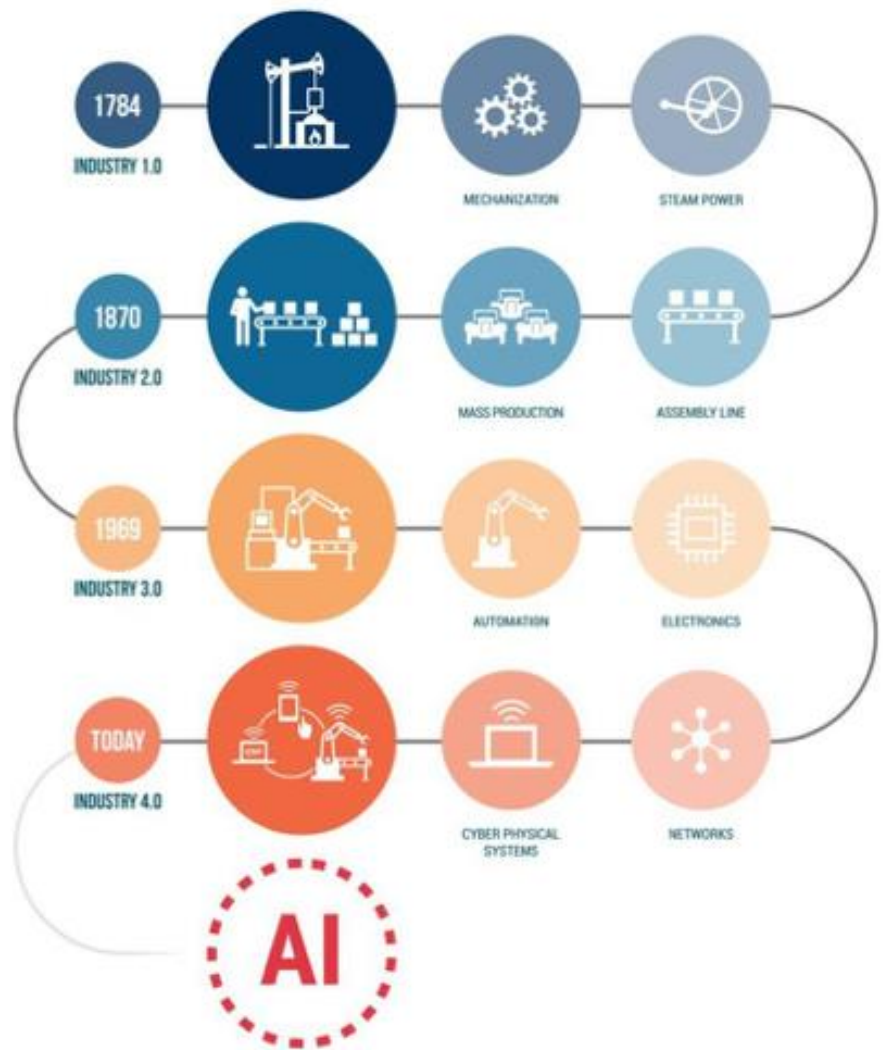 1784
INDUSTRY 1.0
MECHANIZATION
STEAM POWER
1870
INDUSTRY 2.0
MASS PRODUCTION
ASSEMBLY LINE
1969
INDUSTRY 3.0
AUTOMATION
ELECTRONICS
TODAY
INDUSTRY 4.0
CYBER PHYSICAL
SYSTEMS
NETWORKS
AI